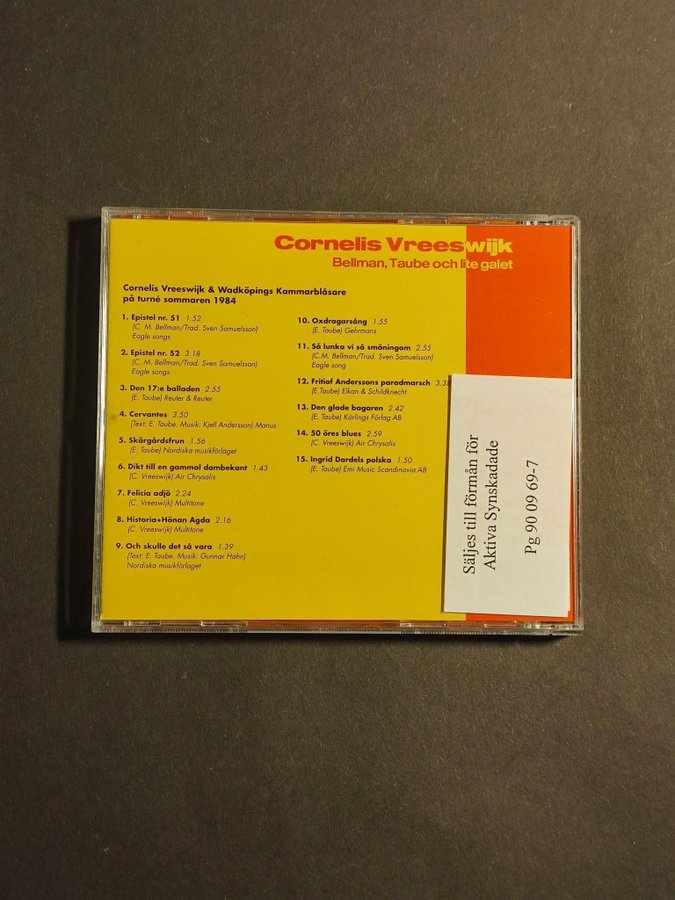 Cornelis Vreeswijk
Bellman, Taube och lite galet
Cornelis Vreeswijk & Wadköpings Kammarblåsare
på turné sommaren 1984
1. Epistel nr. 51 1.52
(C. M. Bellman/Trad. Sven Samuelsson)
Eagle songs
2. Epistel nr. 52 3.18
(C. M. Bellman/Trad. Sven Samuelsson)
Eagle songs
3. Den 17:e balladen 2.55
(E. Taube) Reuter & Reuter
4. Cervantes 3.50
(Text: E. Taube. Musik: Kjell Andersson) Manus
5. Skärgårdsfrun 1.56
(E. Taube) Nordiska musikförlaget
6. Dikt till en gammal dambekant 1.43
(C. Vreeswijk) Air Chrysalis
7. Felicia adjö 2.24
(C. Vreeswijk) Multitone
8. Historia+Hönan Agda 2.16
(C. Vreeswijk) Multitone
9. Och skulle det så vara 1.39
(Text: E. Taube. Musik: Gunnar Hahn)
Nordiska musikförlaget
10. Oxdragarsång 1.55
(E. Taube) Gehrmans
11. Så lunka vi så småningom 2.55
(C.M. Bellman/Trad. Sven Samuelsson)
Eagle song
12. Fritiof Anderssons paradmarsch 3.38
(E.Taube) Elkan & Schildknecht
13. Den glade bagaren 2.42
(E. Taube) Körlings Förlag AB
14. 50 öres blues 2.59
(C. Vreeswijk) Air Chrysalis
15. Ingrid Dardels polska 1.50
(E. Taube) Emi Music Scandinavia AB
Säljes till förmån för
Aktiva Synskadade
Pg 90 09 69-7